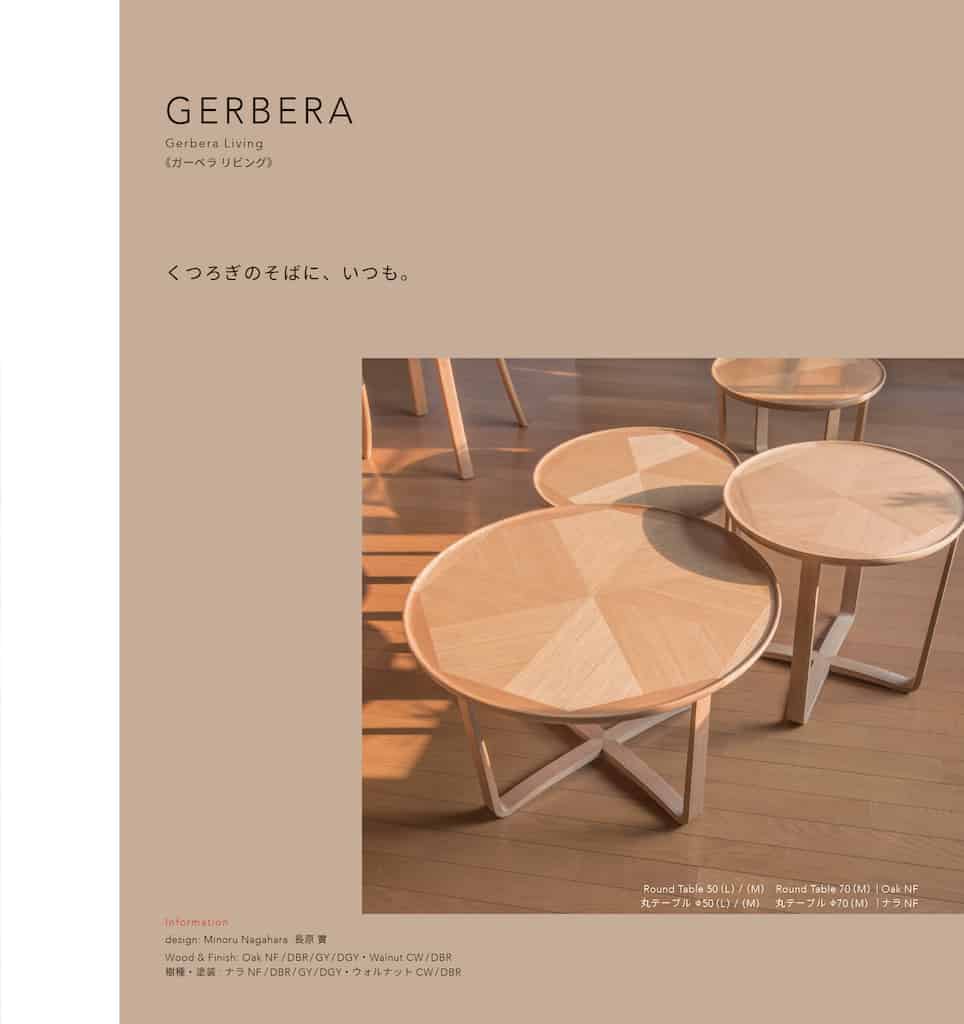 GERBERA
Gerbera Living
《ガーベラ リビング》
くつろぎのそばに、いつも。
Round Table 50 (L) / (M)　Round Table 70 (M) | Oak NF
丸テーブル φ50 (L) / (M)　丸テーブル φ70 (M) | ナラ NF
Information
design: Minoru Nagahara 長原 實
Wood & Finish: Oak NF / DBR / GY / DGY・Walnut CW / DBR
樹種・塗装 : ナラ NF / DBR / GY / DGY・ウォルナット CW / DBR